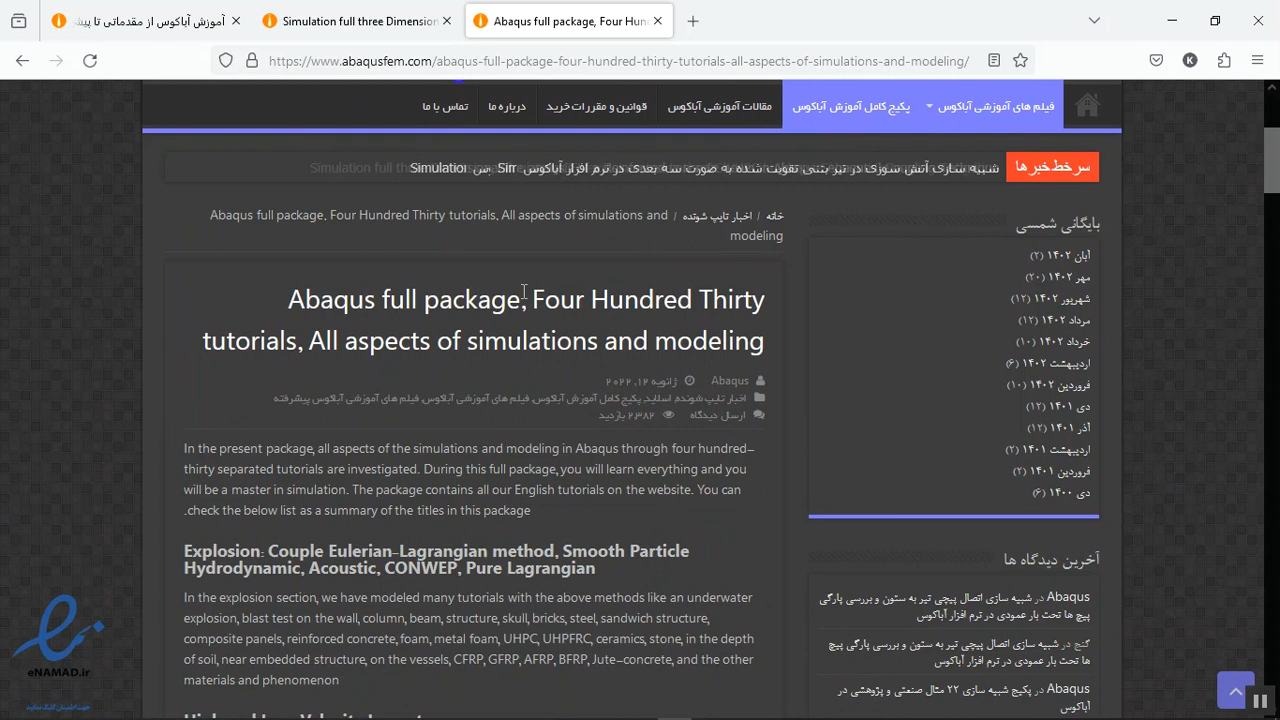 آموزش آباکوس از مقدماتی تا پیش
Simulation full three Dimension
Abaqus full package, Four Hun
https://www.abaqusfem.com/abaqus-full-package-four-hundred-thirty-tutorials-all-aspects-of-simulations-and-modeling/
فیلم های آموزشی آباکوس
پکیج کامل آموزش آباکوس
مقالات آموزشی آباکوس
قوانین و مقررات خرید
درباره ما
تماس با ما
سرخط خبر ها
شبیه سازی آتش سوزی در تیر بتنی تقویت شده به صورت سه بعدی در نرم افزار آباکوس
Simulation
خانه / اخبار تایپ شونده / Abaqus full package, Four Hundred Thirty tutorials, All aspects of simulations and
modeling
Abaqus full package, Four Hundred Thirty
tutorials, All aspects of simulations and modeling
Abaqus
ژانویه 12, 2022
اخبار تایپ شونده, اسلاید, پکیج کامل آموزش آباکوس, فیلم های آموزشی آباکوس, فیلم های آموزشی آباکوس پیشرفته
ارسال دیدگاه
2,382 بازدید
In the present package, all aspects of the simulations and modeling in Abaqus through four hundred-
thirty separated tutorials are investigated. During this full package, you will learn everything and you
will be a master in simulation. The package contains all our English tutorials on the website. You can
.check the below list as a summary of the titles in this package
Explosion: Couple Eulerian-Lagrangian method, Smooth Particle
Hydrodynamic, Acoustic, CONWEP, Pure Lagrangian
In the explosion section, we have modeled many tutorials with the above methods like an underwater
explosion, blast test on the wall, column, beam, structure, skull, bricks, steel, sandwich structure,
composite panels, reinforced concrete, foam, metal foam, UHPC, UHPFRC, ceramics, stone, in the depth
of soil, near embedded structure, on the vessels, CFRP, GFRP, AFRP, BFRP, Jute-concrete, and the other
materials and phenomenon
بایگانی شمسی
آبان ۱۴۰۲ (۲)
مهر ۱۴۰۲ (۲۰)
شهریور ۱۴۰۲ (۱۲)
مرداد ۱۴۰۲ (۱۲)
خرداد ۱۴۰۲ (۱۰)
اردیبهشت ۱۴۰۲ (۶)
فروردین ۱۴۰۲ (۱۰)
دی ۱۴۰۱ (۱۲)
آذر ۱۴۰۱ (۱۲)
اردیبهشت ۱۴۰۱ (۲)
فروردین ۱۴۰۱ (۲)
دی ۱۴۰۰ (۶)
آخرین دیدگاه ها
Abaqus در شبیه سازی اتصال پیچی تیر به ستون و بررسی پارگی
پیچ ها تحت بار عمودی در نرم افزار آباکوس
گنج در شبیه سازی اتصال پیچی تیر به ستون و بررسی پارگی پیچ
ها تحت بار عمودی در نرم افزار آباکوس
Abaqus در پکیج شبیه سازی ۲۲ مثال صنعتی و پژوهشی در
آباکوس
eNAMAD.ir